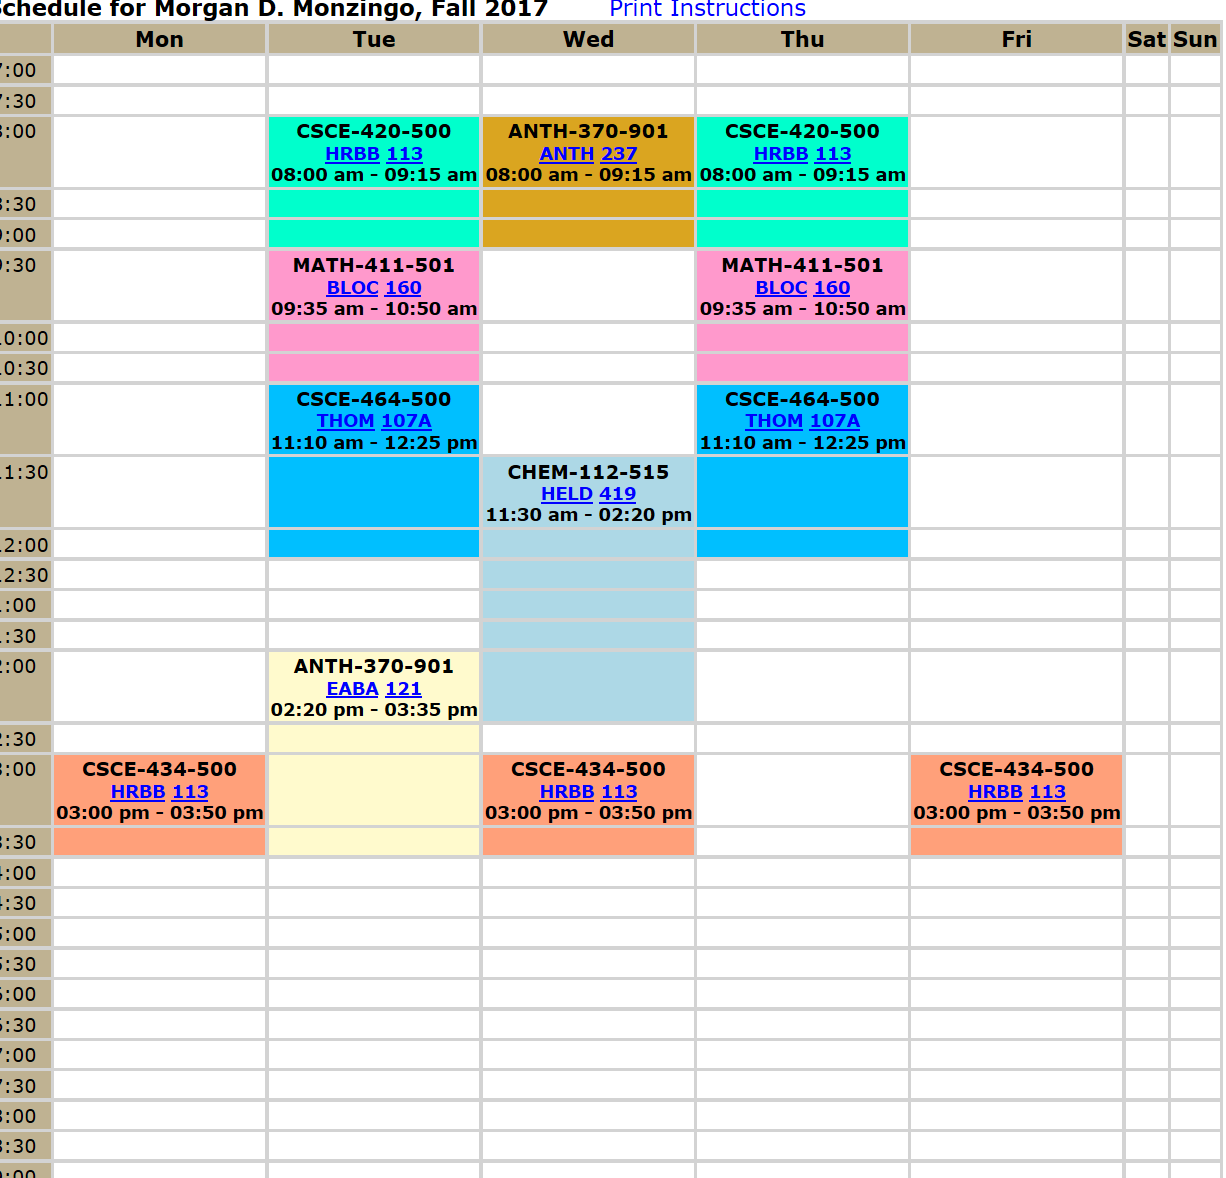 Schedule for Morgan D. Monzingo, Fall 2017 Print Instructions
Mon Tue Wed Thu Fri Sat Sun
7:00
7:30
8:00 CSCE-420-500 ANTH-370-901 CSCE-420-500
HRBB 113 ANTH 237 HRBB 113
08:00 am - 09:15 am 08:00 am - 09:15 am 08:00 am - 09:15 am
8:30
9:00
9:30 MATH-411-501 MATH-411-501
BLOC 160 BLOC 160
09:35 am - 10:50 am 09:35 am - 10:50 am
10:00
10:30
11:00 CSCE-464-500 CSCE-464-500
THOM 107A THOM 107A
11:10 am - 12:25 pm 11:10 am - 12:25 pm
11:30 CHEM-112-515
HELD 419
11:30 am - 02:20 pm
12:00
12:30
1:00
1:30
2:00 ANTH-370-901
EABA 121
02:20 pm - 03:35 pm
2:30
3:00 CSCE-434-500 CSCE-434-500 CSCE-434-500
HRBB 113 HRBB 113 HRBB 113
03:00 pm - 03:50 pm 03:00 pm - 03:50 pm 03:00 pm - 03:50 pm
3:30
4:00
4:30
5:00
5:30
6:00
6:30
7:00
7:30
8:00
8:30
9:00